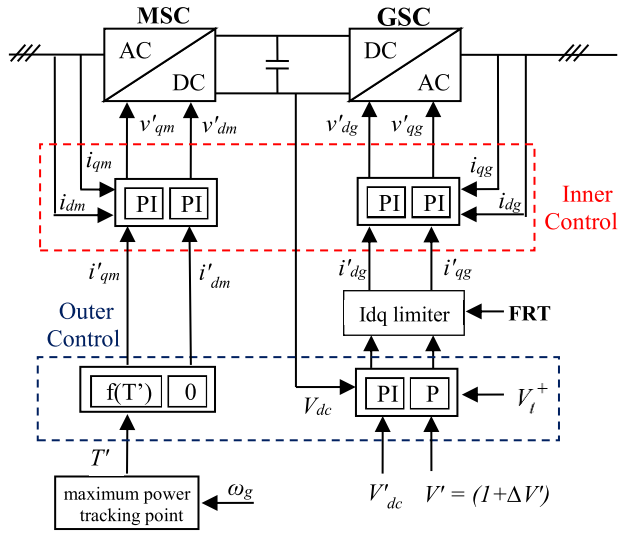 MSC
GSC
AC
DC
DC
AC
v'qm
v'dm
v'dg
v'qg
iqm
idm
PI
PI
PI
PI
iqg
idg
Inner
Control
i'qm
i'dm
i'dg
i'qg
Outer
Control
Idq limiter
FRT
f(T’)
0
Vdc
PI
P
Vt+
T'
maximum power
tracking point
ωg
V'dc
V' = (1+ΔV')